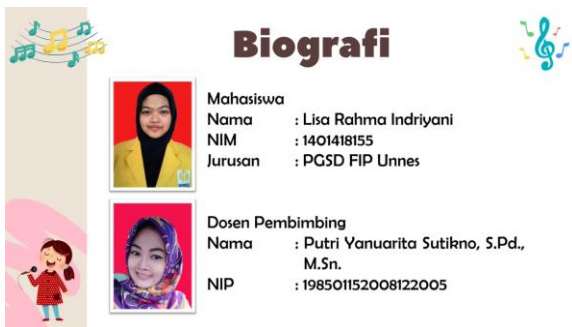 Biografi
Mahasiswa
Nama : Lisa Rahma Indriyani
NIM : 1401418155
Jurusan : PGSD FIP Unnes
Dosen Pembimbing
Nama : Putri Yanuarita Sutikno, S.Pd.,
M.Sn.
NIP : 198501152008122005